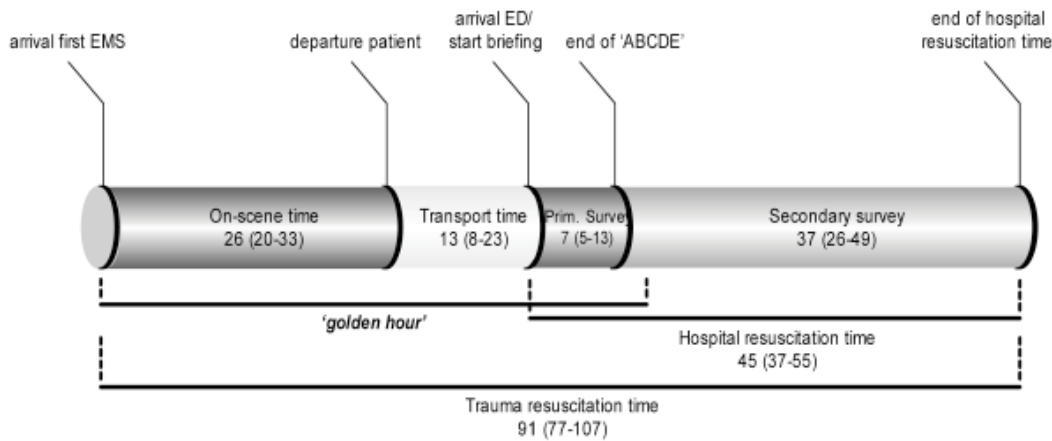 arrival first EMS
departure patient
arrival ED/
start briefing
end of 'ABCDE'
end of hospital
resuscitation time
On-scene time
26 (20-33)
Transport time
13 (8-23)
Prim. Survey
7 (5-13)
Secondary survey
37 (26-49)
'golden hour'
Hospital resuscitation time
45 (37-55)
Trauma resuscitation time
91 (77-107)